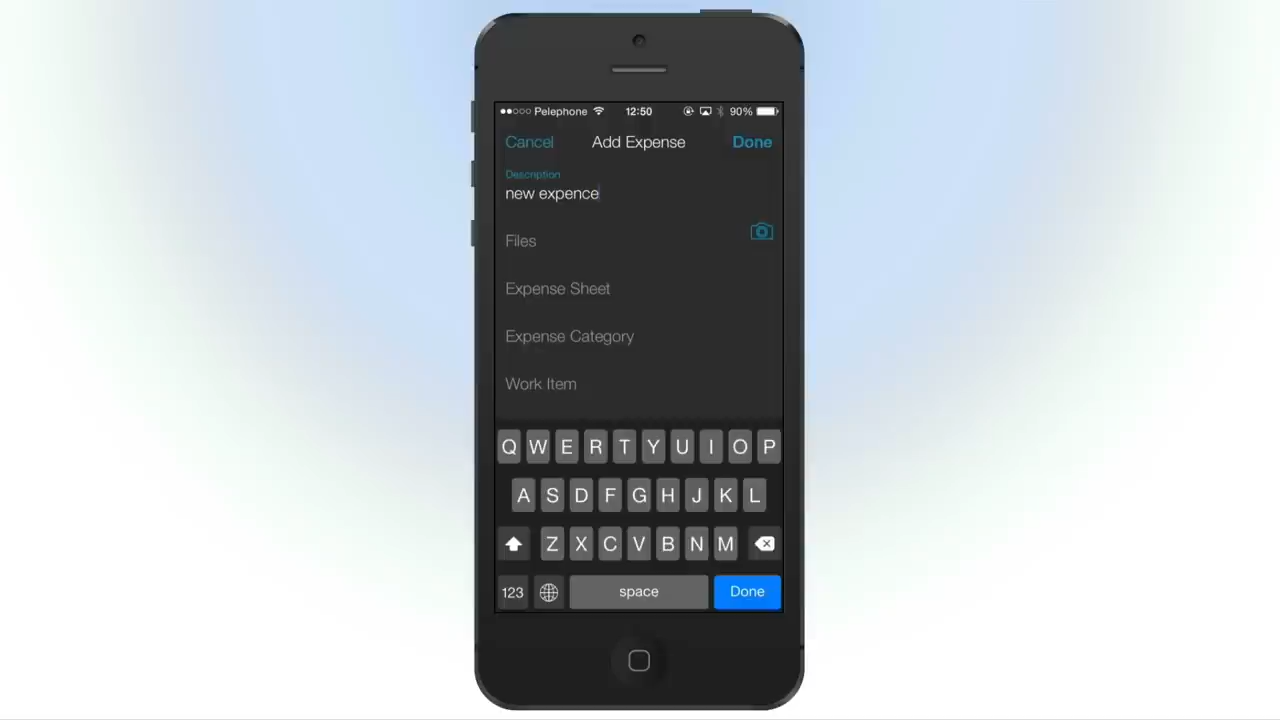 Pelephone 12:50 90%
Cancel Add Expense Done
Description
new expence
Files
Expense Sheet
Expense Category
Work Item
Q W E R T Y U I O P
A S D F G H J K L
Z X C V B N M
123 space Done